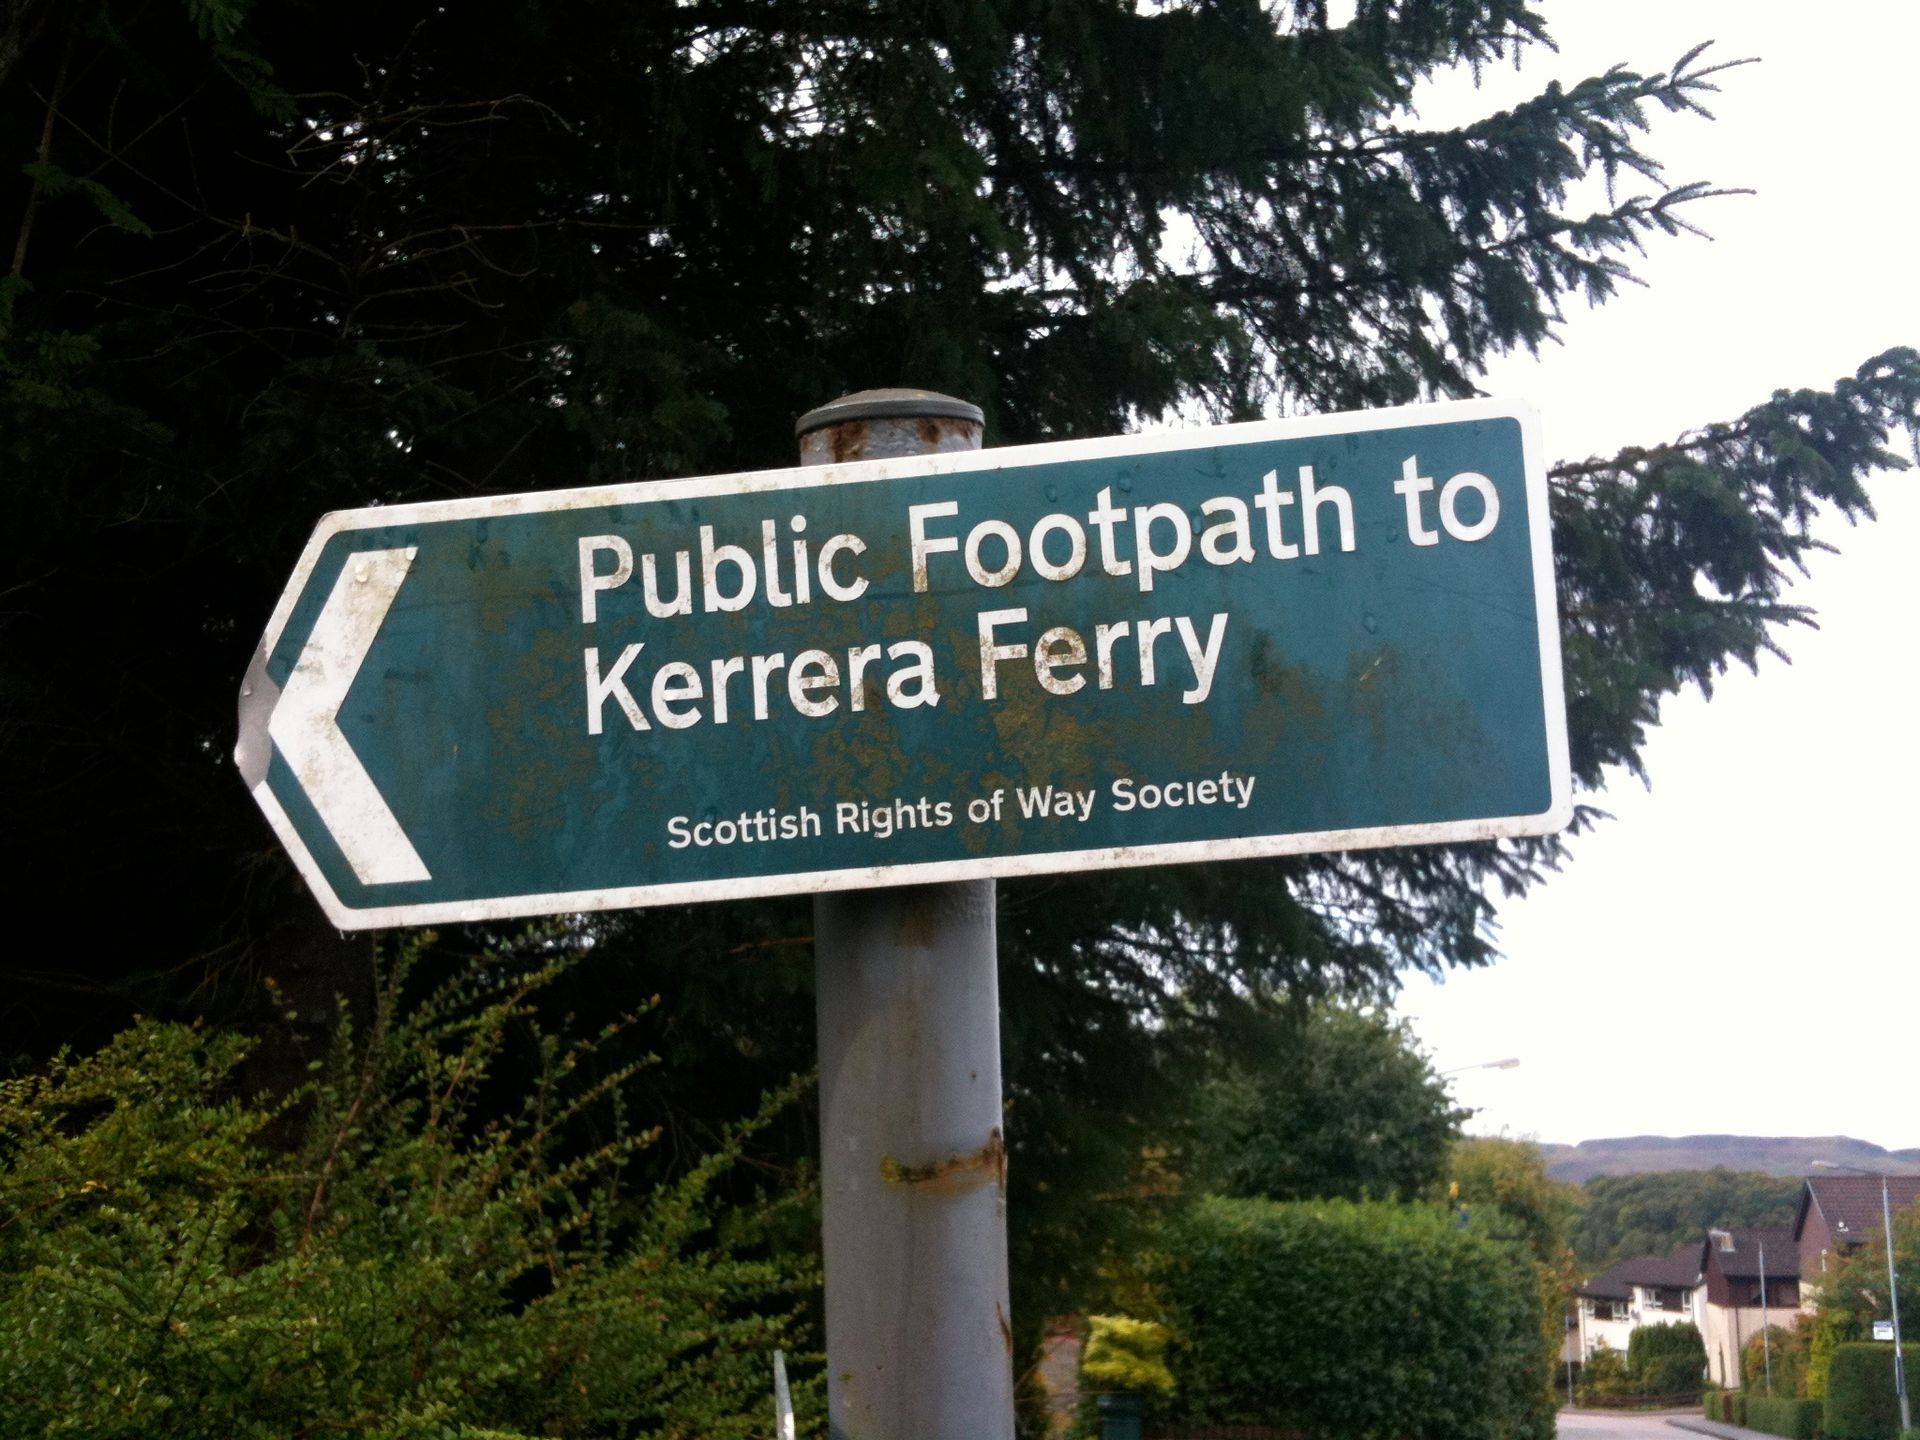 Public Footpath to
Kerrera Ferry
Scottish Rights of Way Society